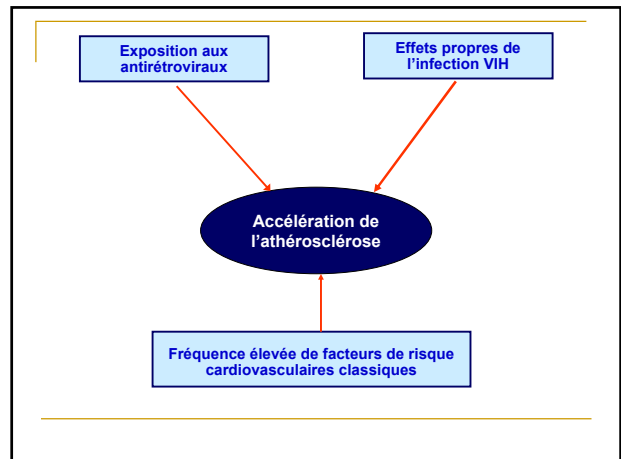 Exposition aux
antirétroviraux
Effets propres de
l’infection VIH
Accélération de
l’athérosclérose
Fréquence élevée de facteurs de risque
cardiovasculaires classiques